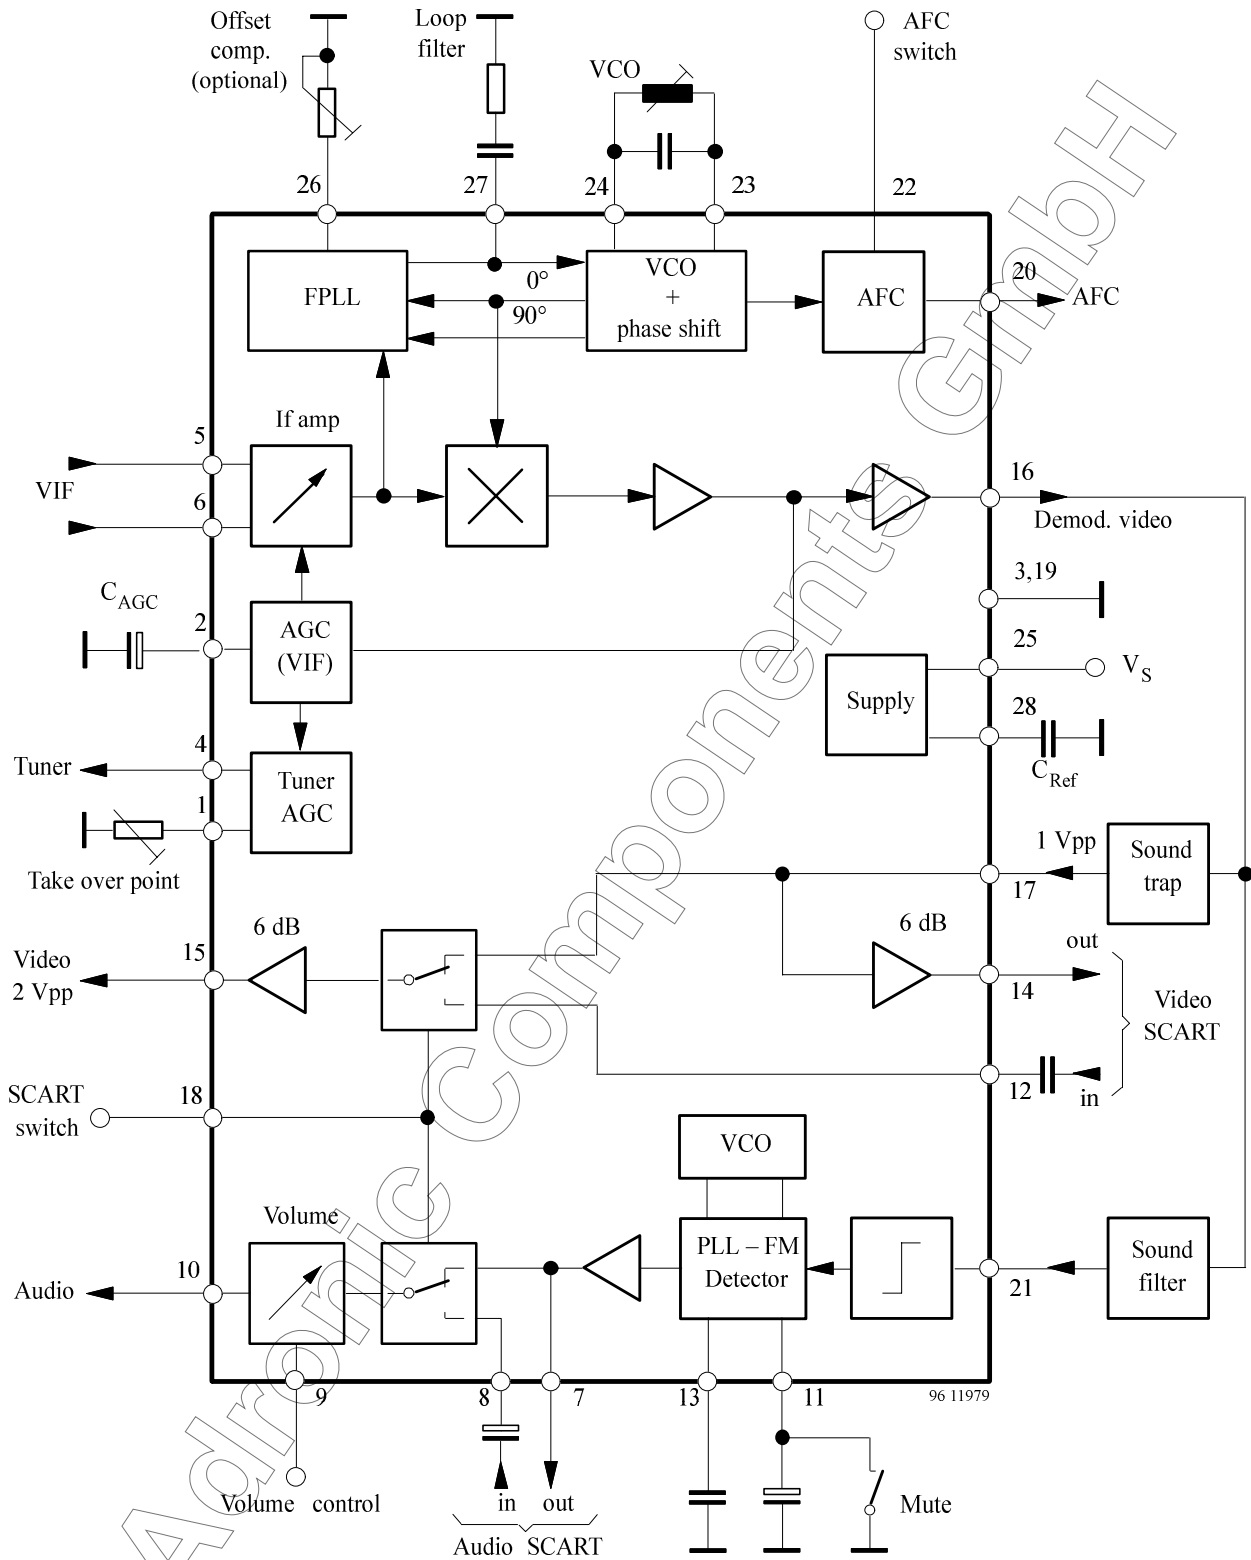 Offset
comp.
(optional)
Loop
filter
VCO
AFC
switch
26
27
24
23
22
FPLL
0°
90°
VCO
+
phase shift
AFC
20
AFC
If amp
5
VIF
6
16
Demod. video
C AGC
2
AGC
(VIF)
3,19
25
V S
Supply
28
C Ref
4
Tuner
Tuner
AGC
1
Take over point
1 Vpp
17
Sound
trap
6 dB
15
Video
2 Vpp
6 dB
out
14
Video
SCART
12
in
SCART
switch
18
VCO
Volume
PLL – FM
Detector
10
Audio
21
Sound
filter
9
8
7
13
11
96 11979
Volume control
in
out
Audio SCART
Mute
Adronic Components GmbH